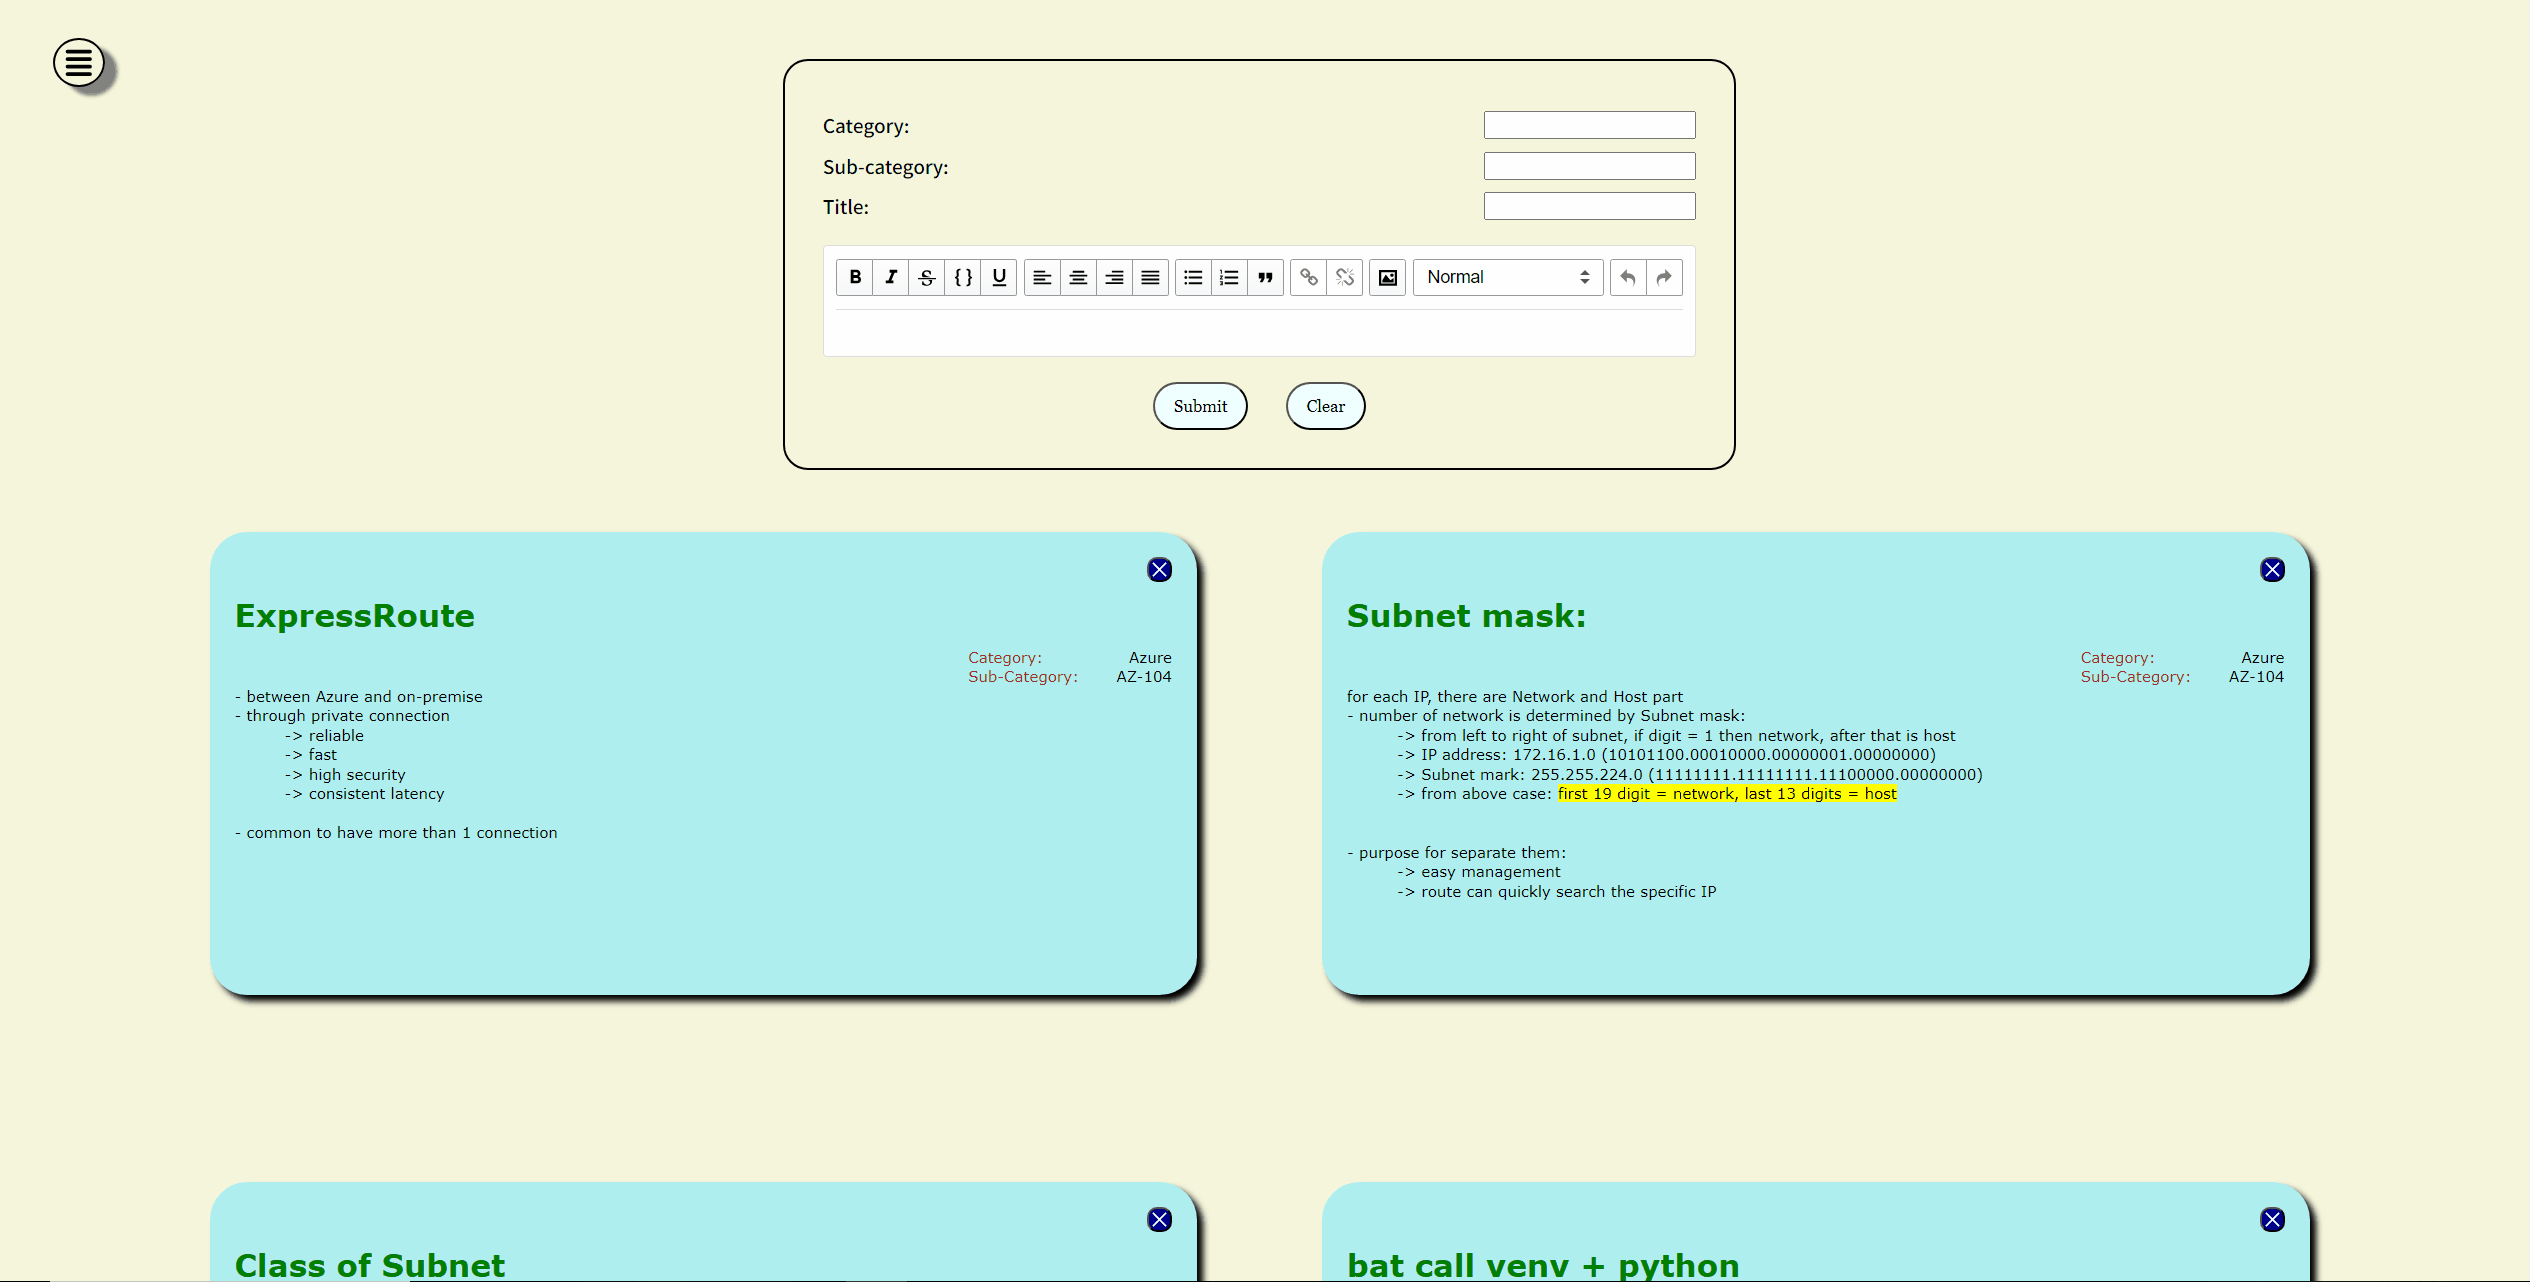 Category:
Sub-category:
Title:
B I S {} U Normal
Submit Clear
ExpressRoute
Category: Azure
Sub-Category: AZ-104
- between Azure and on-premise
- through private connection
-> reliable
-> fast
-> high security
-> consistent latency
- common to have more than 1 connection
Subnet mask:
Category: Azure
Sub-Category: AZ-104
for each IP, there are Network and Host part
- number of network is determined by Subnet mask:
-> from left to right of subnet, if digit = 1 then network, after that is host
-> IP address: 172.16.1.0 (10101100.00010000.00000001.00000000)
-> Subnet mark: 255.255.224.0 (11111111.11111111.11100000.00000000)
-> from above case: first 19 digit = network, last 13 digits = host
- purpose for separate them:
-> easy management
-> route can quickly search the specific IP
Class of Subnet
bat call venv + python